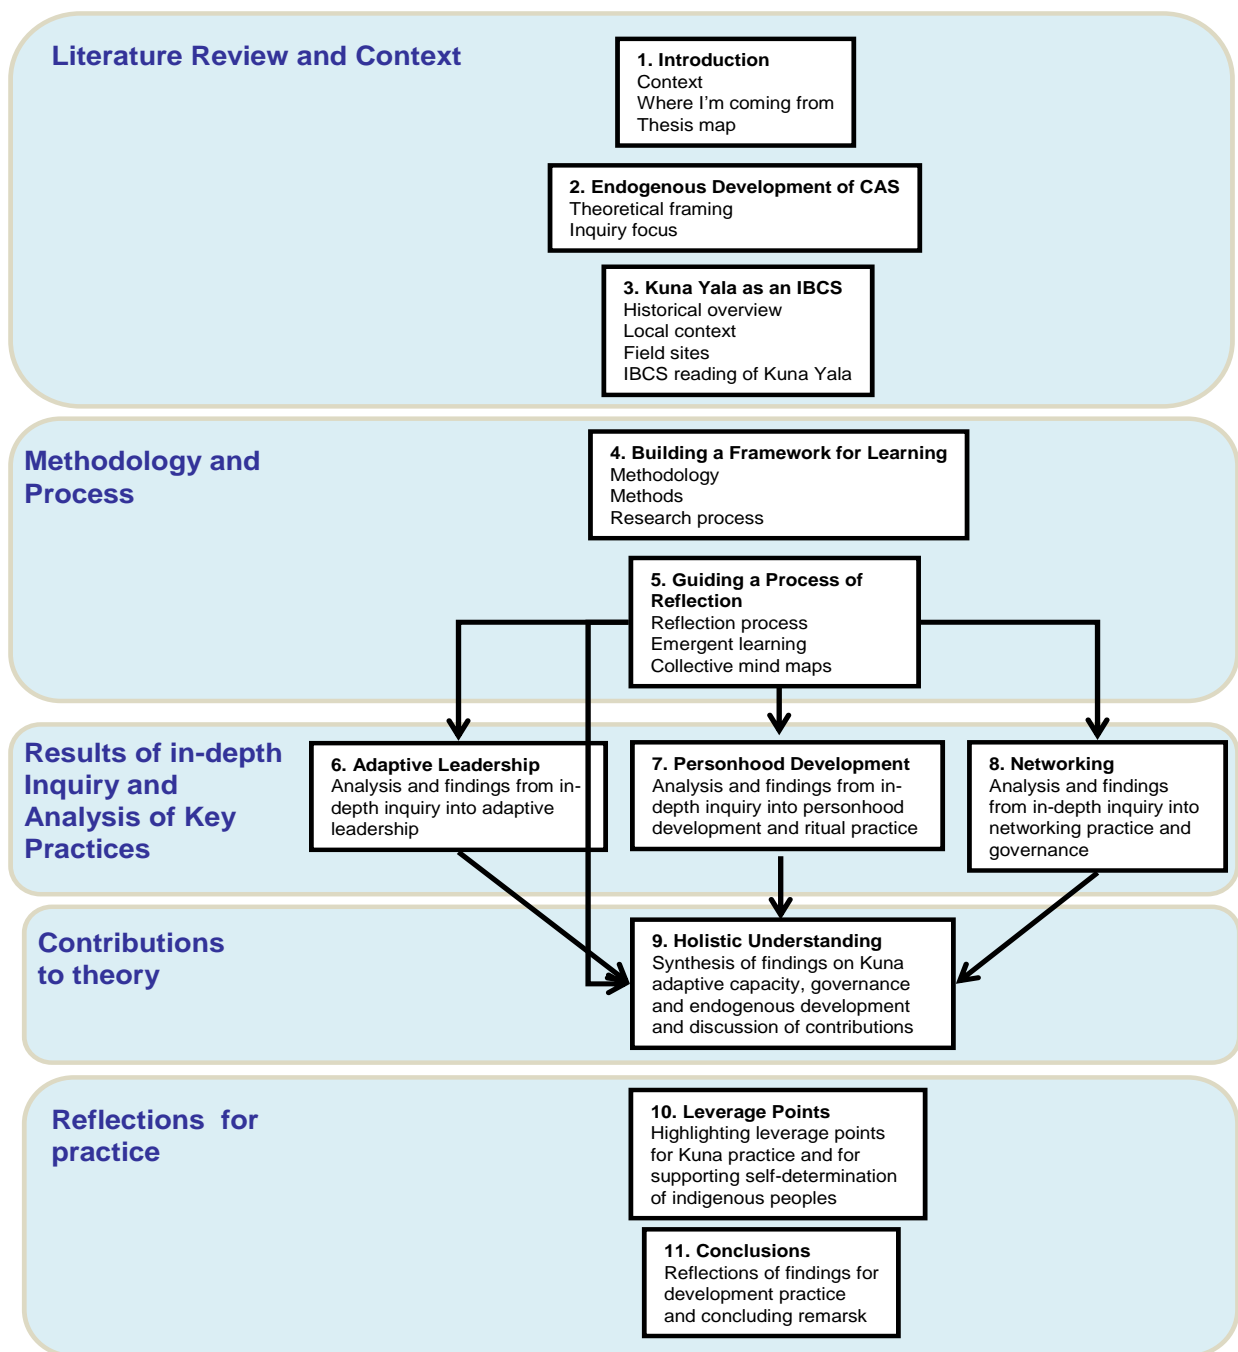 Literature Review and Context
1. Introduction
Context
Where I'm coming from
Thesis map
2. Endogenous Development of CAS
Theoretical framing
Inquiry focus
3. Kuna Yala as an IBCS
Historical overview
Local context
Field sites
IBCS reading of Kuna Yala
Methodology and
Process
4. Building a Framework for Learning
Methodology
Methods
Research process
5. Guiding a Process of
Reflection
Reflection process
Emergent learning
Collective mind maps
Results of in-depth
Inquiry and
Analysis of Key
Practices
6. Adaptive Leadership
Analysis and findings from in-
depth inquiry into adaptive
leadership
7. Personhood Development
Analysis and findings from in-
depth inquiry into personhood
development and ritual practice
8. Networking
Analysis and findings
from in-depth inquiry into
networking practice and
governance
Contributions
to theory
9. Holistic Understanding
Synthesis of findings on Kuna
adaptive capacity, governance
and endogenous development
and discussion of contributions
Reflections for
practice
10. Leverage Points
Highlighting leverage points
for Kuna practice and for
supporting self-determination
of indigenous peoples
11. Conclusions
Reflections of findings for
development practice
and concluding remarsk